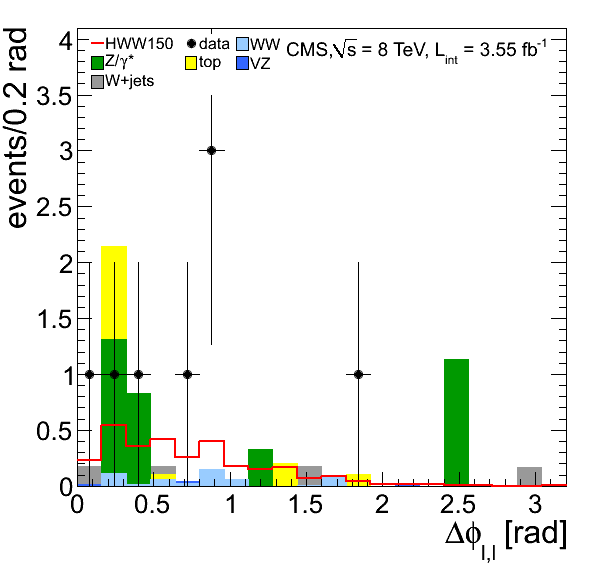 HWW150 data WW CMS,√s = 8 TeV, L_int = 3.55 fb⁻¹
Z/γ* top VZ
W+jets
events/0.2 rad
4
3.5
3
2.5
2
1.5
1
0.5
0
0 0.5 1 1.5 2 2.5 3
Δϕ_l,l [rad]